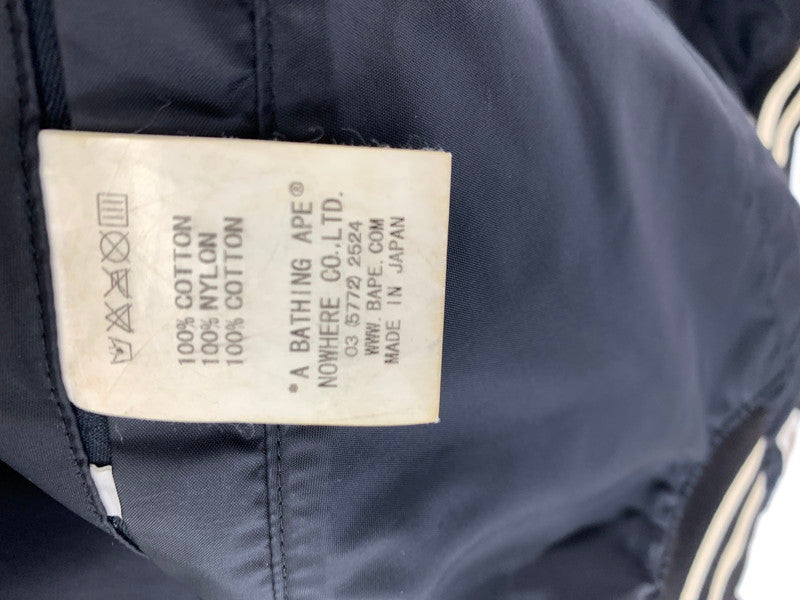 100% COTTON
100% NYLON
100% COTTON
*A BATHING APE®
NOWHERE CO.,LTD.
03 (5772) 2524
WWW.BAPE.COM
MADE IN JAPAN